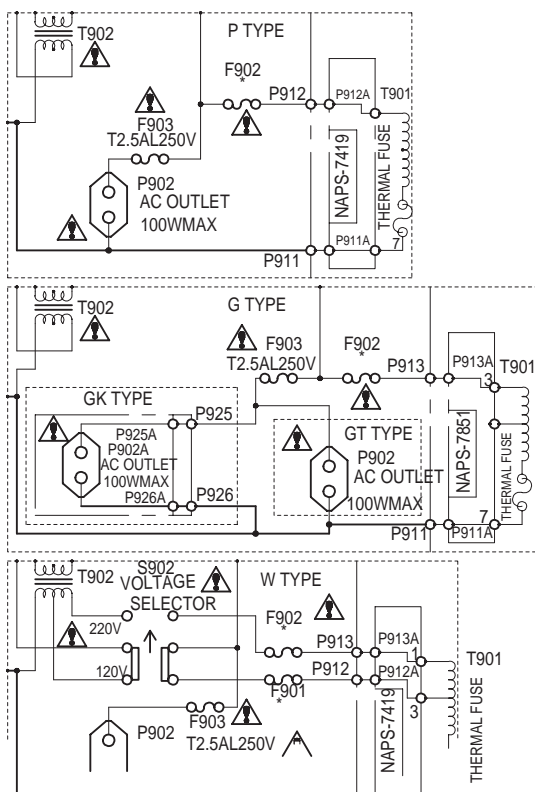 T902
P TYPE
F902
*
F903
T2.5AL250V
P912
P912A
T901
P902
AC OUTLET
100WMAX
NAPS-7419
THERMAL FUSE
P911
P911A
7
T902
G TYPE
F903
T2.5AL250V
F902
*
P913
P913A
T901
3
GK TYPE
P925
P925A
P902A
AC OUTLET
100WMAX
P926A
P926
GT TYPE
P902
AC OUTLET
100WMAX
NAPS-7851
THERMAL FUSE
P911
P911A
7
T902
S902
VOLTAGE
SELECTOR
W TYPE
220V
120V
F902
*
P913
P913A
1
T901
P912
P912A
F901
*
3
P902
F903
T2.5AL250V
NAPS-7419
THERMAL FUSE